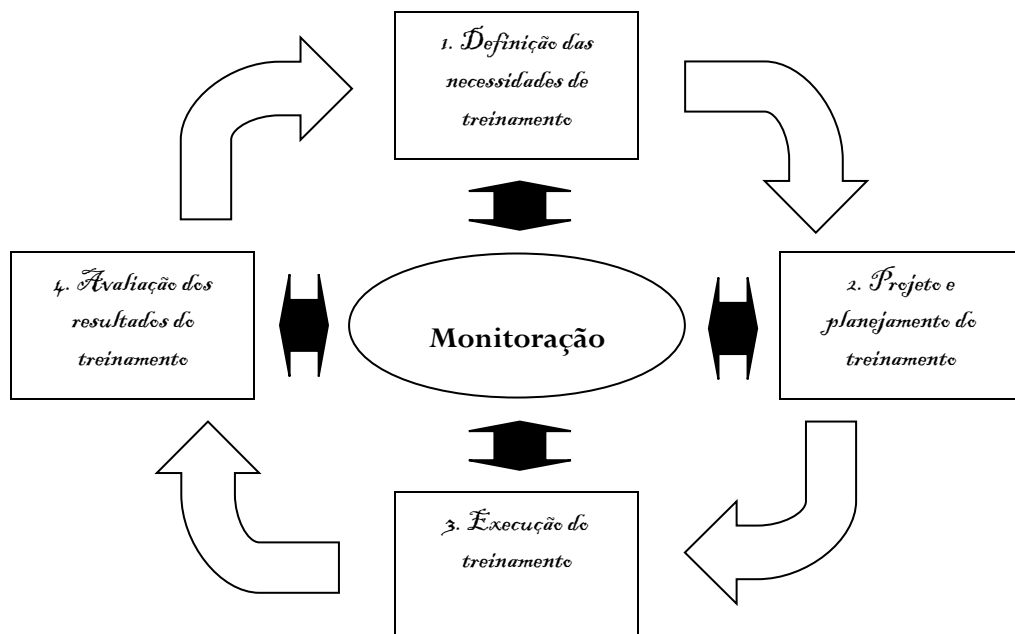 1. Definição das
necessidades de
treinamento
4. Avaliação dos
resultados do
treinamento
Monitoração
2. Projeto e
planejamento do
treinamento
3. Execução do
treinamento